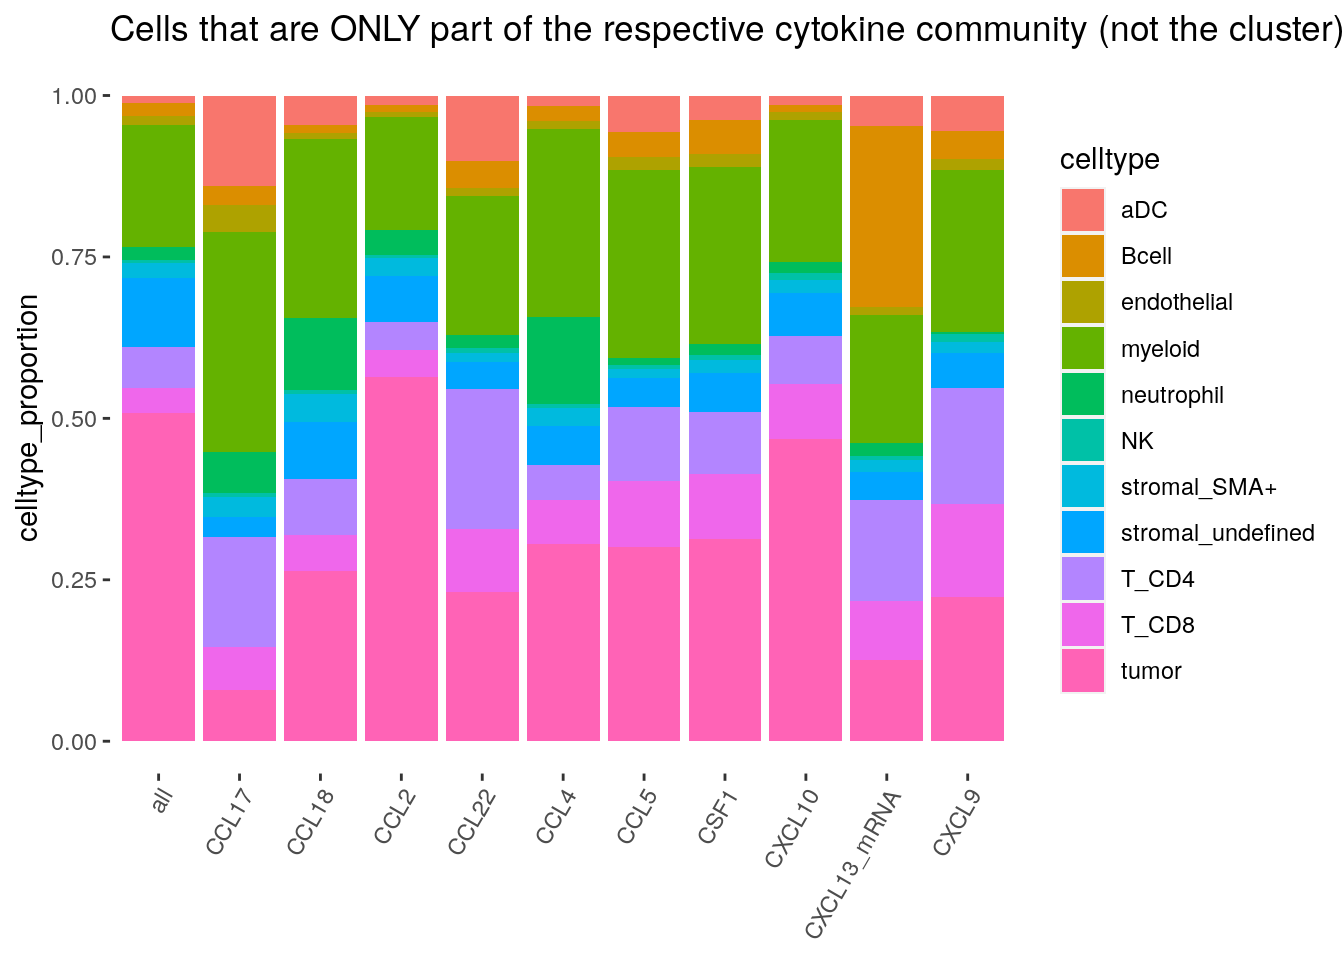 Cells that are ONLY part of the respective cytokine community (not the cluster)
celltype_proportion
1.00
0.75
0.50
0.25
0.00
all
CCL17
CCL18
CCL2
CCL22
CCL4
CCL5
CSF1
CXCL10
CXCL13_mRNA
CXCL9
celltype
aDC
Bcell
endothelial
myeloid
neutrophil
NK
stromal_SMA+
stromal_undefined
T_CD4
T_CD8
tumor